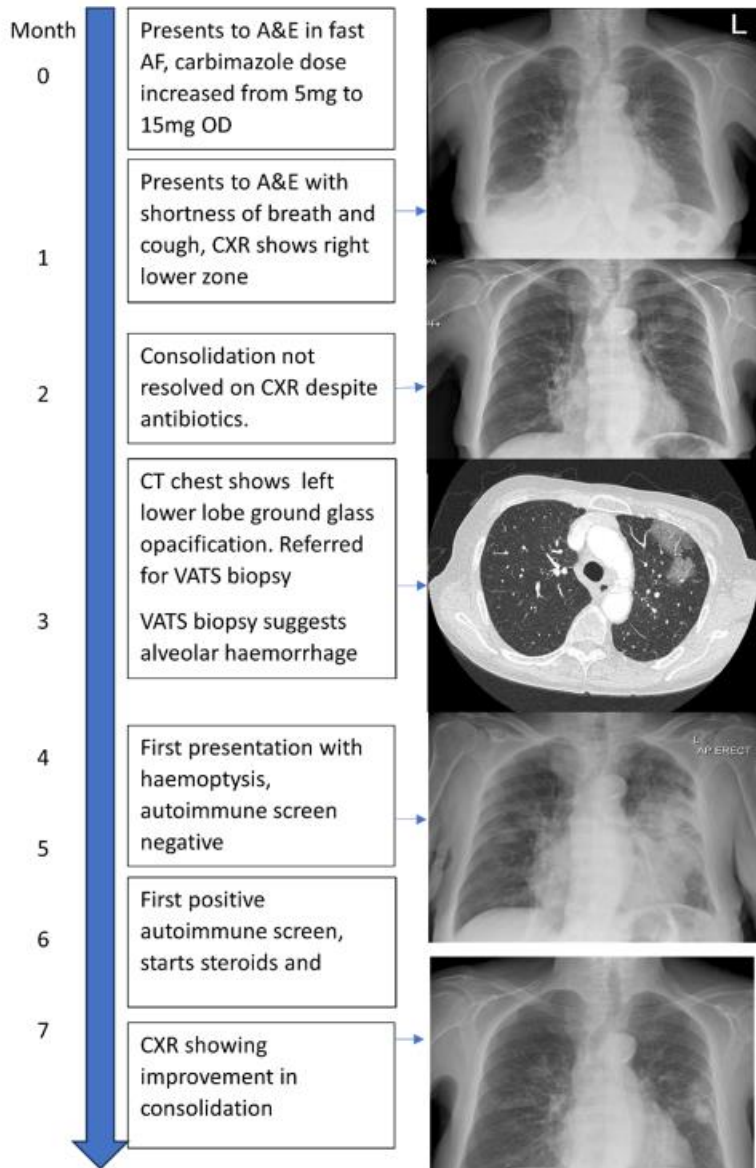 Month
0
Presents to A&E in fast
AF, carbimazole dose
increased from 5mg to
15mg OD
L
1
Presents to A&E with
shortness of breath and
cough, CXR shows right
lower zone
PA
2
Consolidation not
resolved on CXR despite
antibiotics.
3
CT chest shows left
lower lobe ground glass
opacification. Referred
for VATS biopsy
VATS biopsy suggests
alveolar haemorrhage
4
5
First presentation with
haemoptysis,
autoimmune screen
negative
L
AP ERECT
6
First positive
autoimmune screen,
starts steroids and
7
CXR showing
improvement in
consolidation